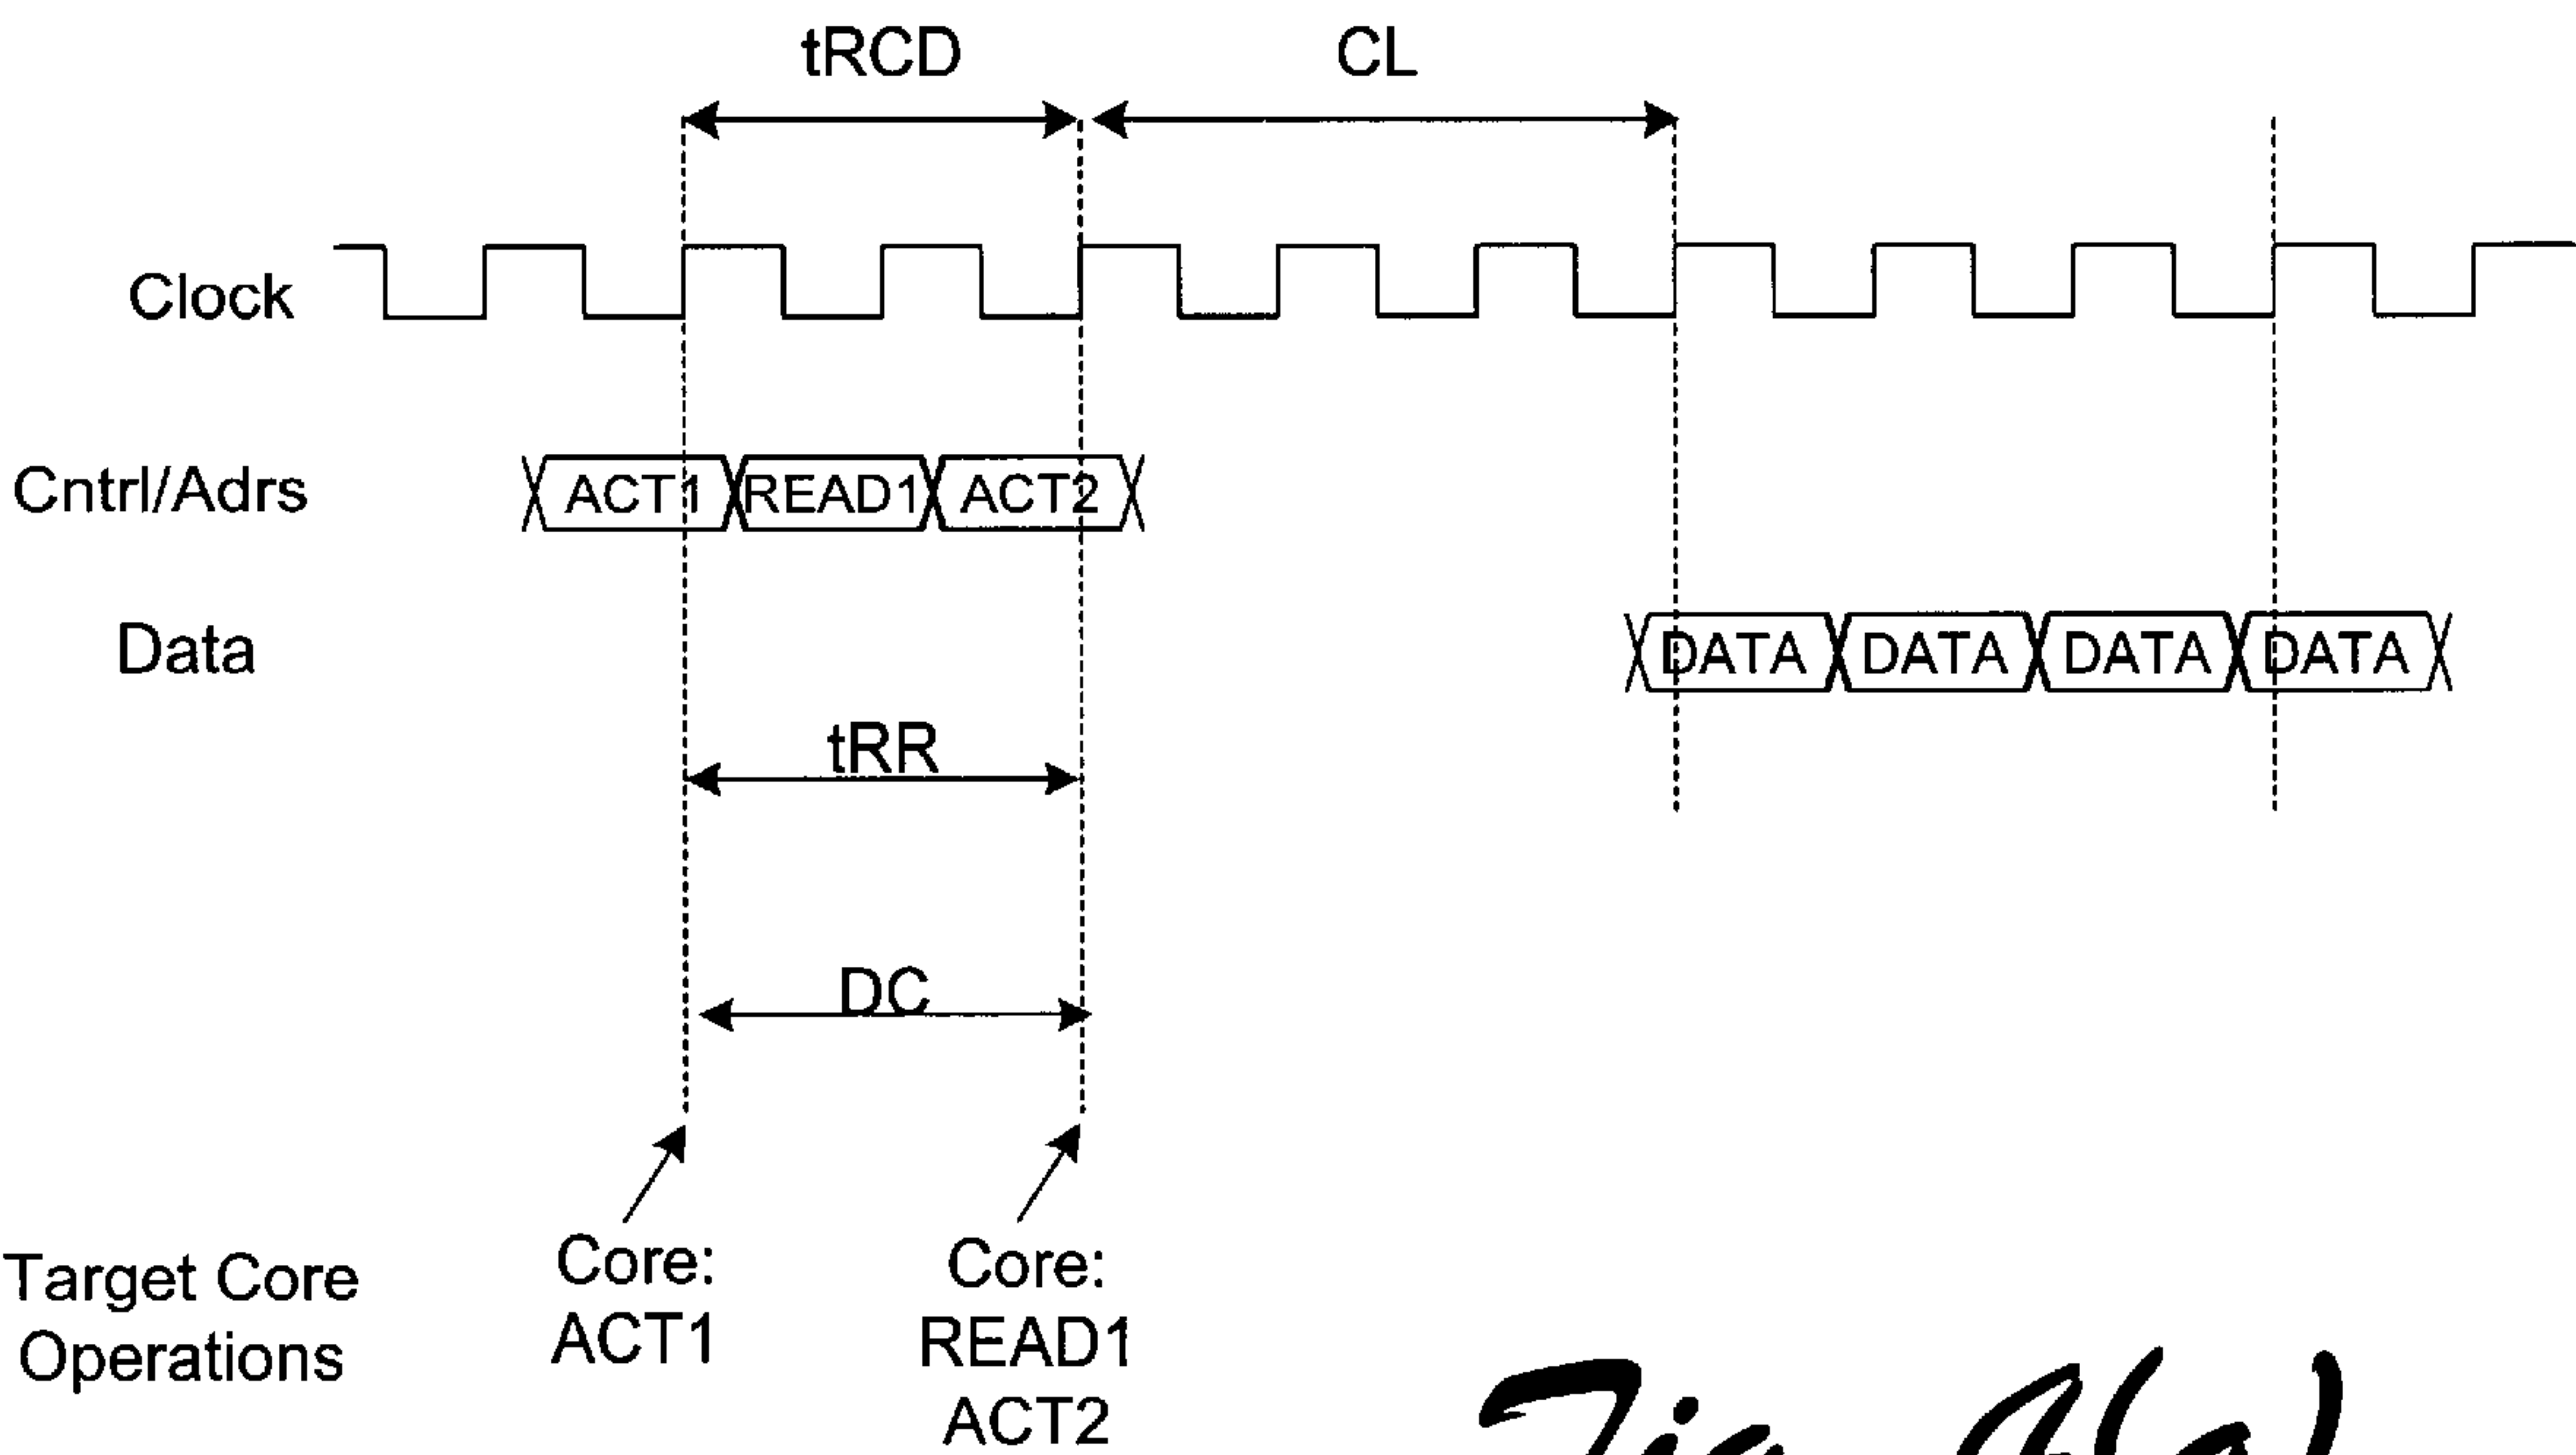 tRCD CL
Clock
Cntrl/Adrs ACT1 READ1 ACT2
Data DATA DATA DATA DATA
tRR
DC
Target Core
Operations
Core:
ACT1
Core:
READ1
ACT2